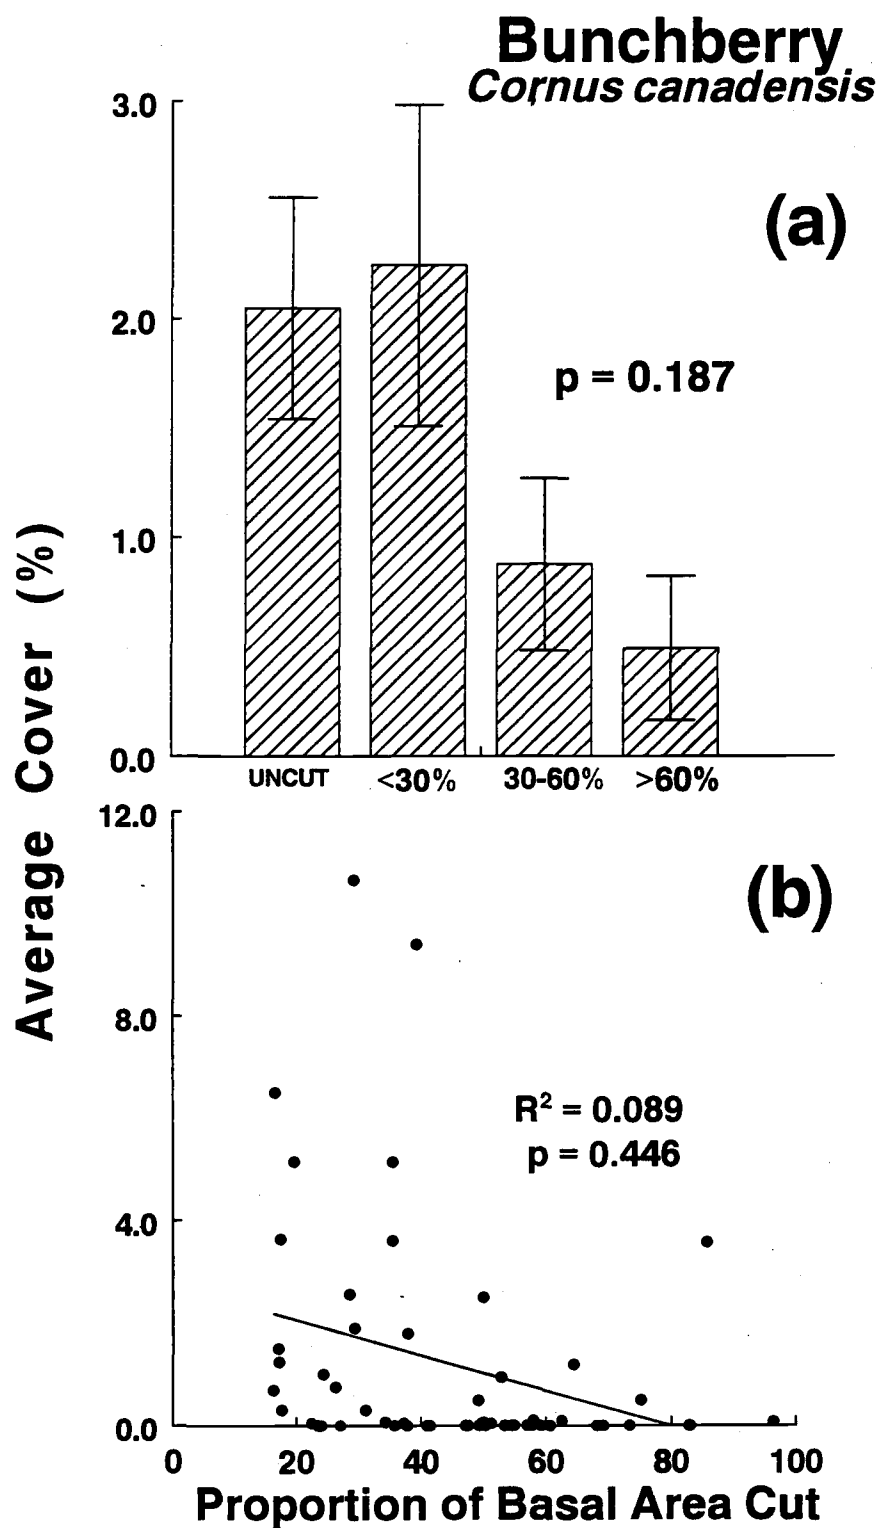 Bunchberry
Cornus canadensis
(a)
3.0
2.0
1.0
0.0
p = 0.187
UNCUT <30% 30-60% >60%
Average Cover (%)
(b)
12.0
8.0
4.0
0.0
R² = 0.089
p = 0.446
0 20 40 60 80 100
Proportion of Basal Area Cut